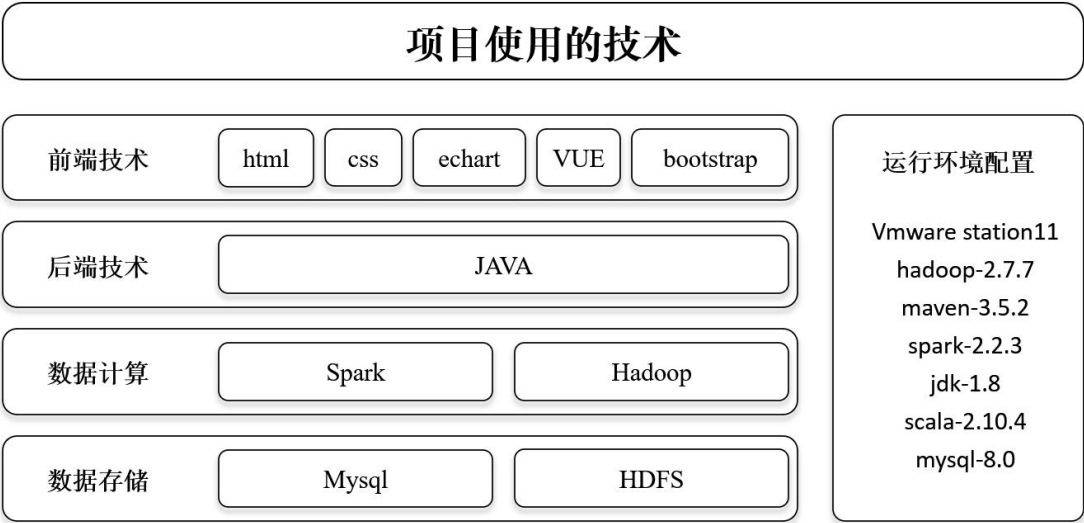 项目使用的技术
前端技术 html css echart VUE bootstrap
后端技术 JAVA
数据计算 Spark Hadoop
数据存储 Mysql HDFS
运行环境配置
Vmware station11
hadoop-2.7.7
maven-3.5.2
spark-2.2.3
jdk-1.8
scala-2.10.4
mysql-8.0